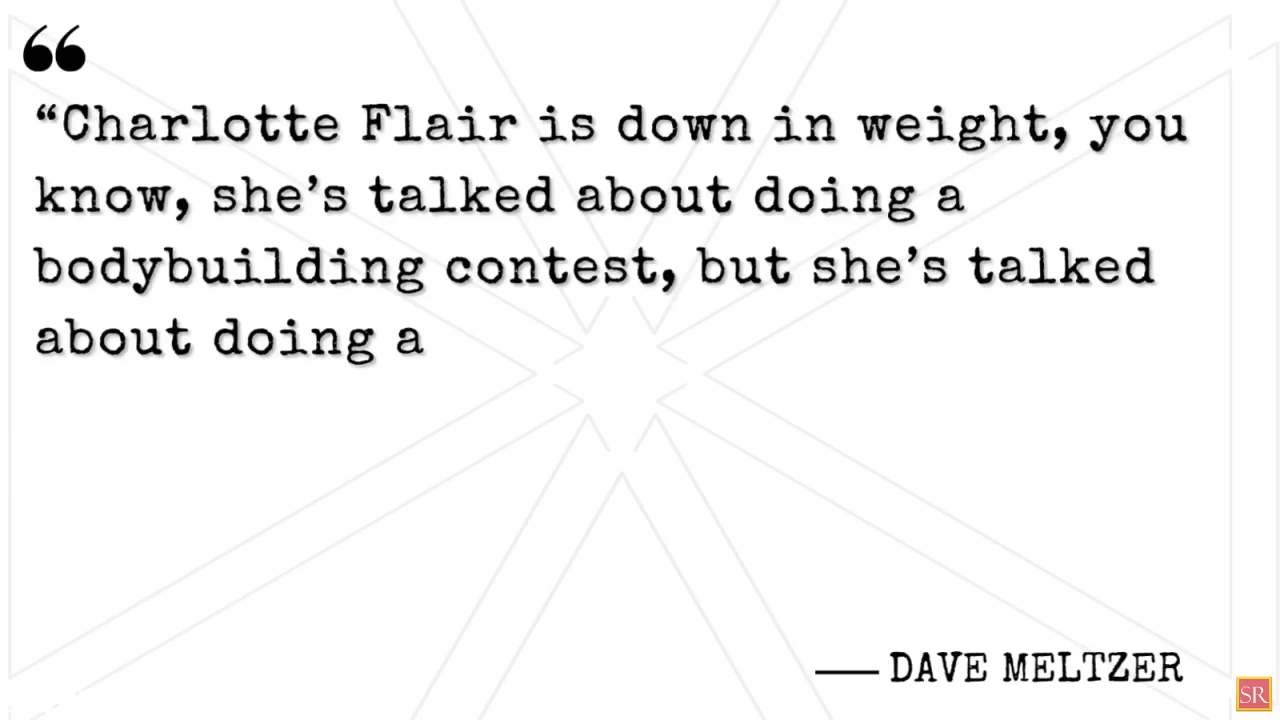 “
“Charlotte Flair is down in weight, you
know, she’s talked about doing a
bodybuilding contest, but she’s talked
about doing a
— DAVE MELTZER
SR